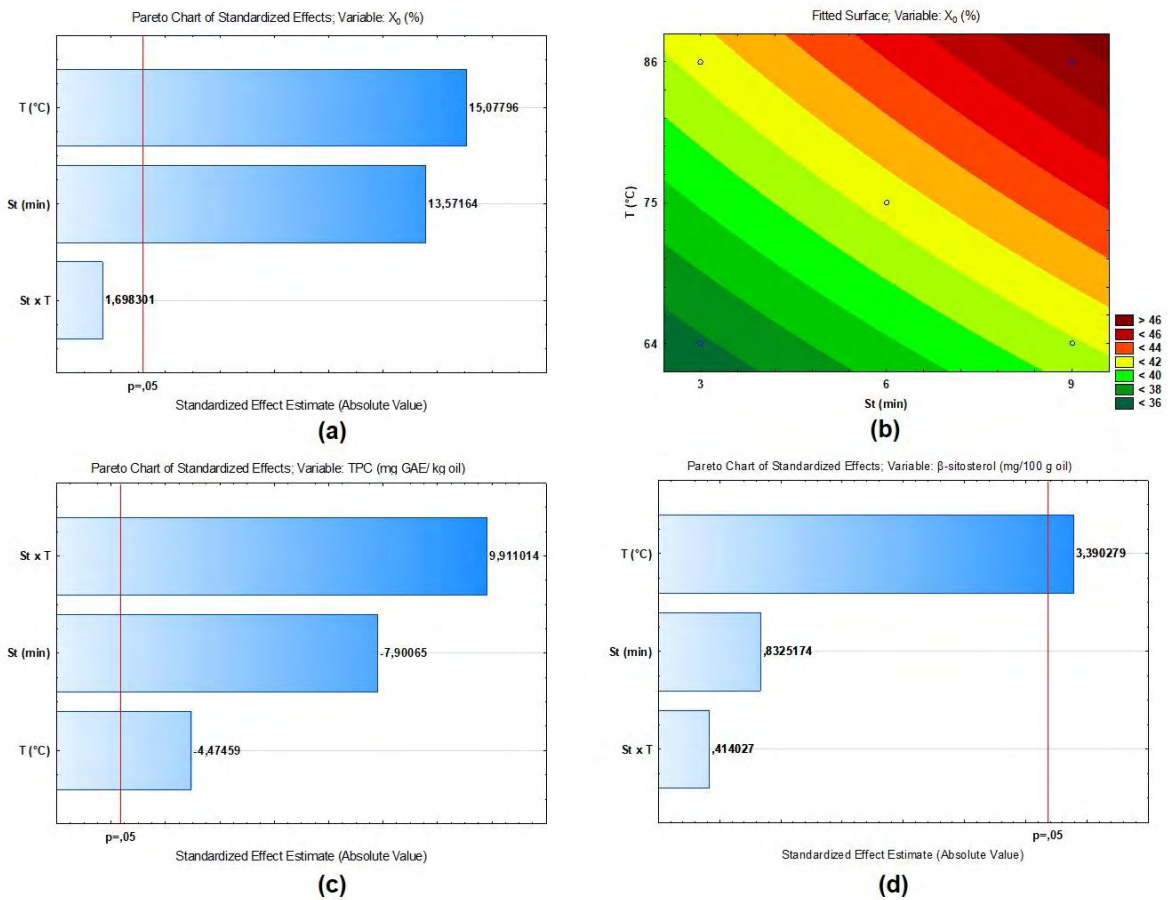 Pareto Chart of Standardized Effects; Variable: X₀ (%)
T (°C)
15,07796
St (min)
13,57164
St x T
1,698301
p=,05
Standardized Effect Estimate (Absolute Value)
(a)
Fitted Surface; Variable: X₀ (%)
T (°C)
86
75
64
3
6
9
St (min)
> 46
< 46
< 44
< 42
< 40
< 38
< 36
(b)
Pareto Chart of Standardized Effects; Variable: TPC (mg GAE/ kg oil)
St x T
9,911014
St (min)
-7,90065
T (°C)
-4,47459
p=,05
Standardized Effect Estimate (Absolute Value)
(c)
Pareto Chart of Standardized Effects; Variable: β-sitosterol (mg/100 g oil)
T (°C)
3,390279
St (min)
,8325174
St x T
,414027
p=,05
Standardized Effect Estimate (Absolute Value)
(d)